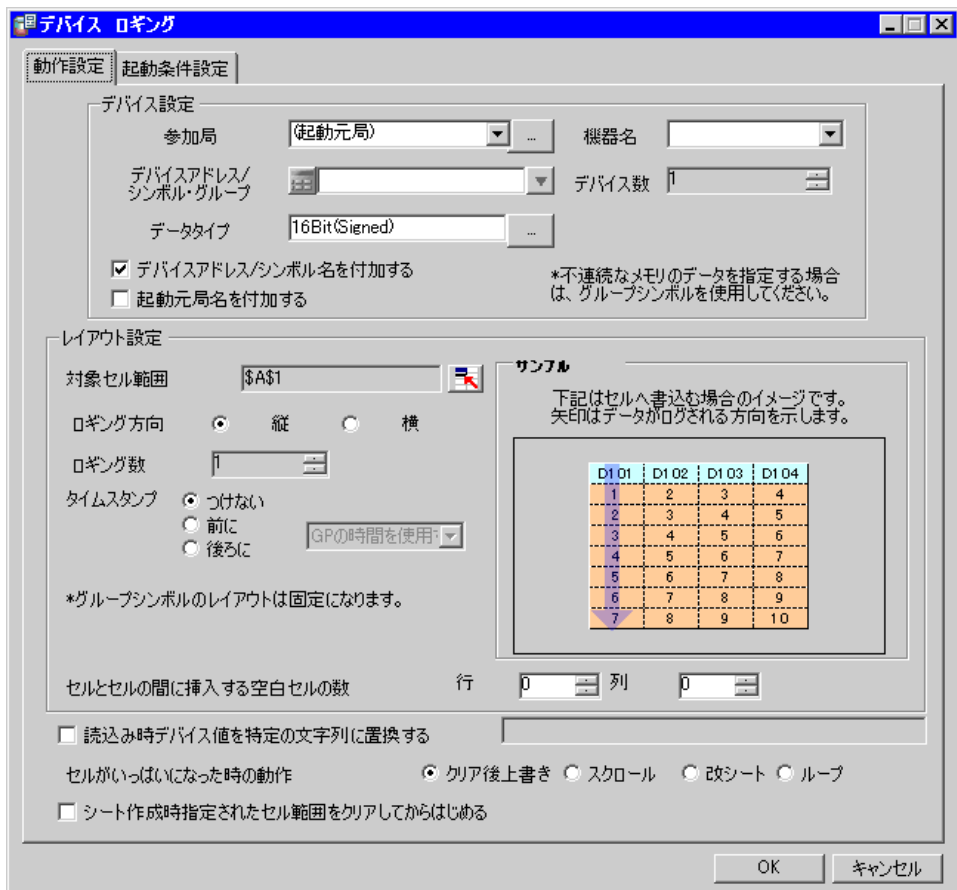 デバイス ロギング
動作設定 起動条件設定
デバイス設定
参加局 (起動元局) ... 機器名
デバイスアドレス/
シンボル・グループ デバイス数 1
データタイプ 16Bit(Signed) ...
デバイスアドレス/シンボル名を付加する
起動元局名を付加する
*不連続なメモリのデータを指定する場合
は、グループシンボルを使用してください。
レイアウト設定
対象セル範囲 $A$1
ロギング方向 縦 横
ロギング数 1
タイムスタンプ つけない
前に
後ろに
GPの時間を使用
*グループシンボルのレイアウトは固定になります。
サンプル
下記はセルへ書込む場合のイメージです。
矢印はデータがログされる方向を示します。
D101 D102 D103 D104
1 2 3 4
2 3 4 5
3 4 5 6
4 5 6 7
5 6 7 8
6 7 8 9
7 8 9 10
セルとセルの間に挿入する空白セルの数 行 0 列 0
読込み時デバイス値を特定の文字列に置換する
セルがいっぱいになった時の動作 クリア後上書き スクロール 改シート ループ
シート作成時指定されたセル範囲をクリアしてからはじめる
OK キャンセル